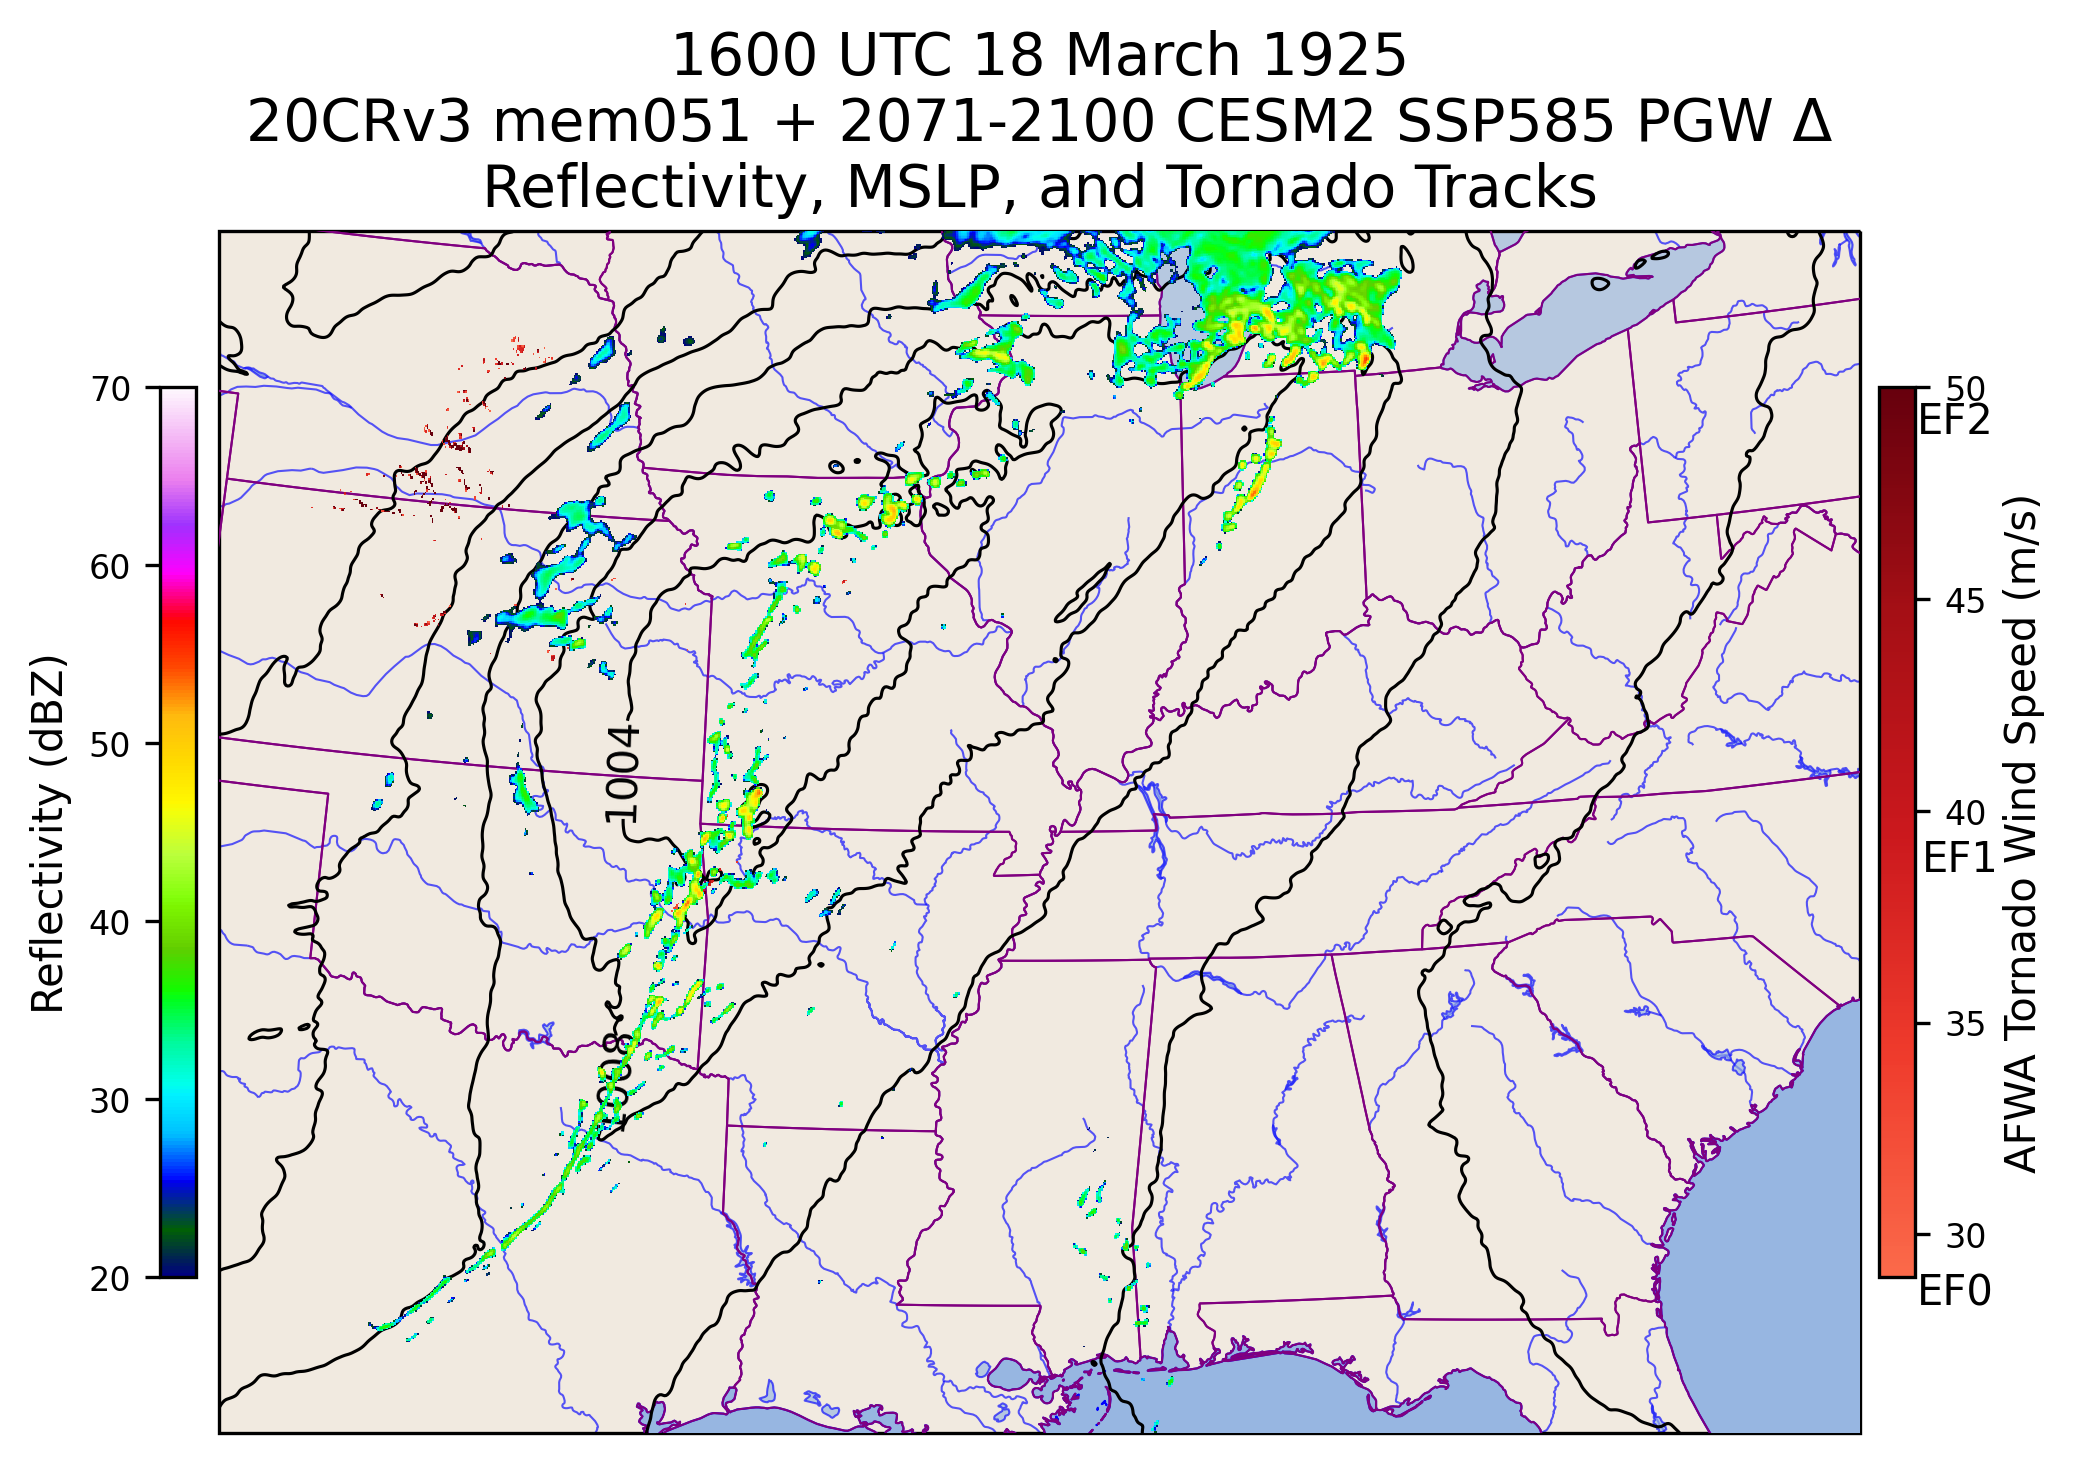 1600 UTC 18 March 1925
20CRv3 mem051 + 2071-2100 CESM2 SSP585 PGW Δ
Reflectivity, MSLP, and Tornado Tracks
70
60
50
40
30
20
Reflectivity (dBZ)
1004
1008
50
EF2
45
40
EF1
35
30
EF0
AFWA Tornado Wind Speed (m/s)